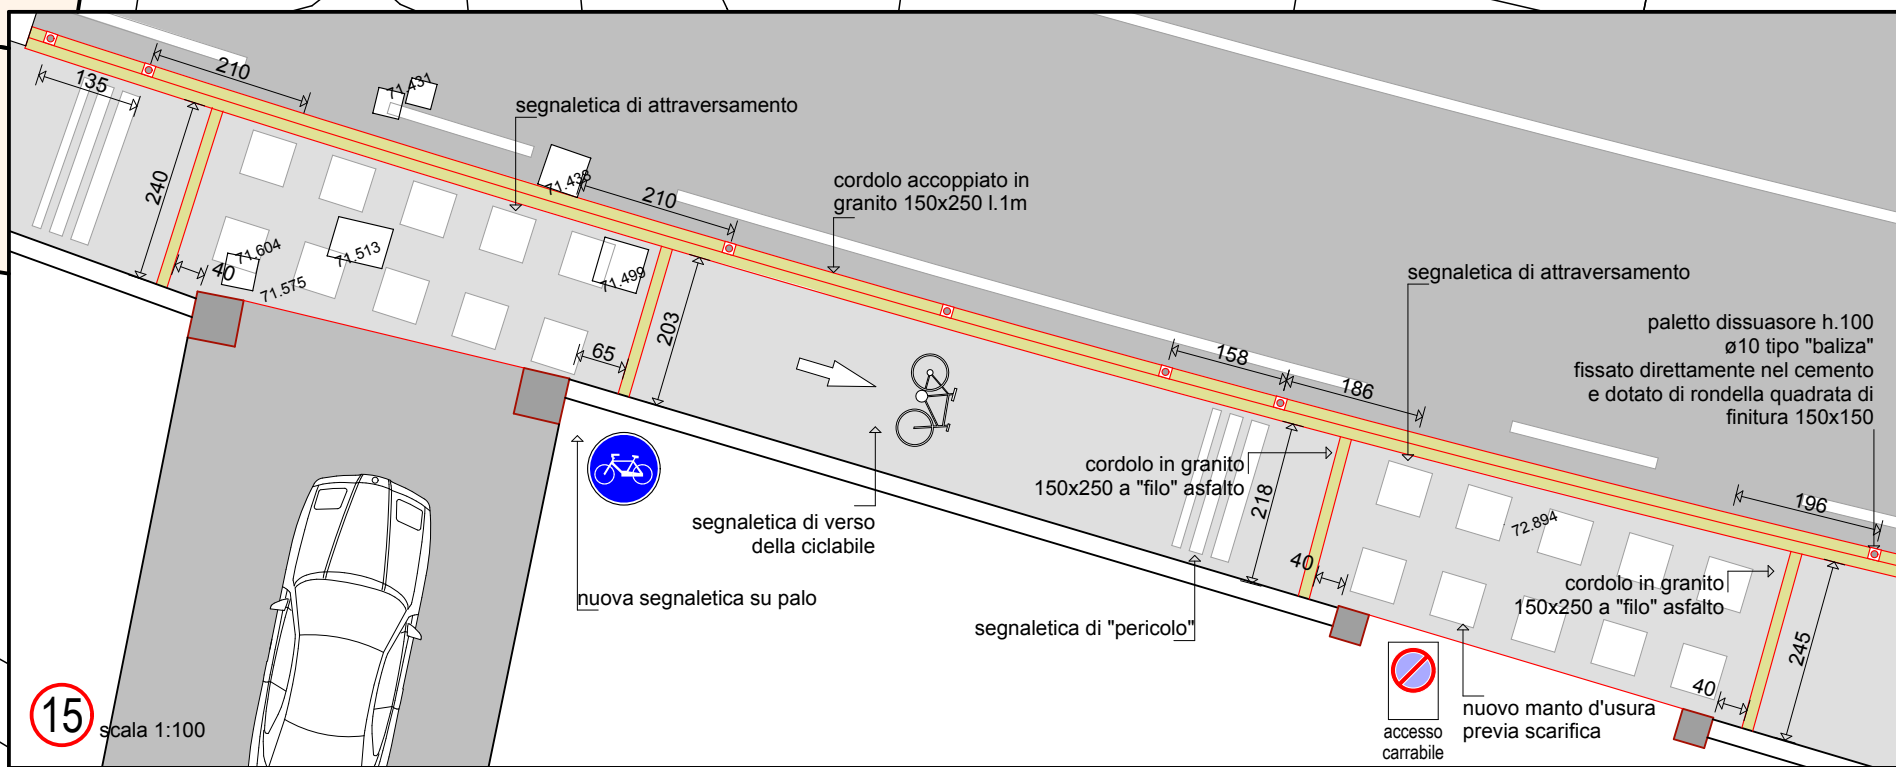 135
210
71.431
segnaletica di attraversamento
240
71.438
210
cordolo accoppiato in
granito 150x250 l.1m
71.604
40
71.575
71.513
71.499
65
203
segnaletica di attraversamento
158
186
paletto dissuasore h.100
ø10 tipo "baliza"
fissato direttamente nel cemento
e dotato di rondella quadrata di
finitura 150x150
cordolo in granito
150x250 a "filo" asfalto
218
40
72.894
196
segnaletica di verso
della ciclabile
nuova segnaletica su palo
segnaletica di "pericolo"
cordolo in granito
150x250 a "filo" asfalto
245
40
nuovo manto d'usura
previa scarifica
accesso
carrabile
15
scala 1:100